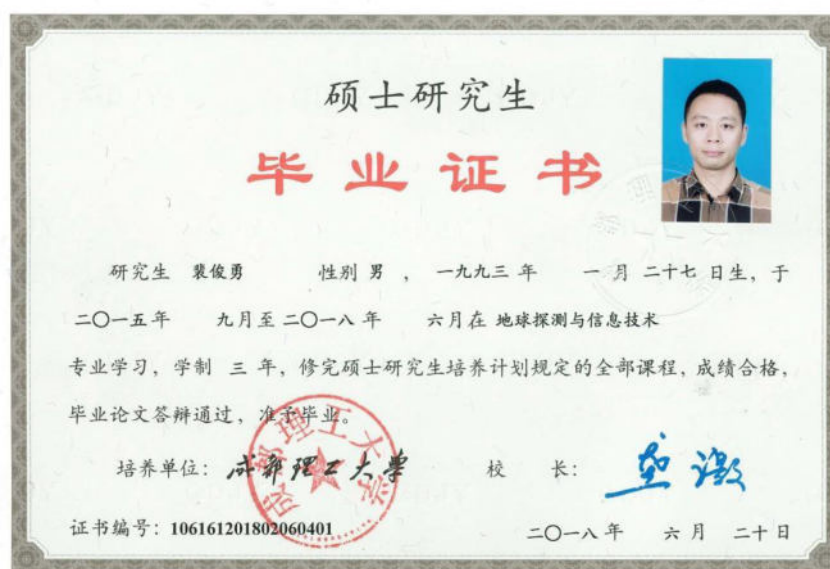 硕士研究生
毕业证书
研究生 裴俊勇 性别 男 ， 一九九三 年 一 月 二十七 日生，于
二〇一五年 九月至 二〇一八 年 六月在 地球探测与信息技术
专业学习，学制 三 年，修完硕士研究生培养计划规定的全部课程，成绩合格，
毕业论文答辩通过，准予毕业。
培养单位：成都理工大学 校 长：
成都理工大学
证书编号：106161201802060401 二〇一八 年 六 月 二十 日